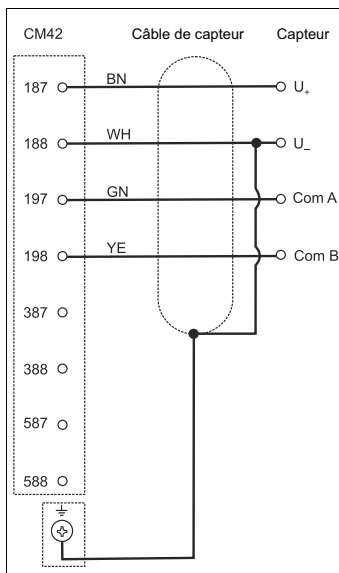 CM42 Câble de capteur Capteur
187 BN U+
188 WH U_
197 GN Com A
198 YE Com B
387
388
587
588